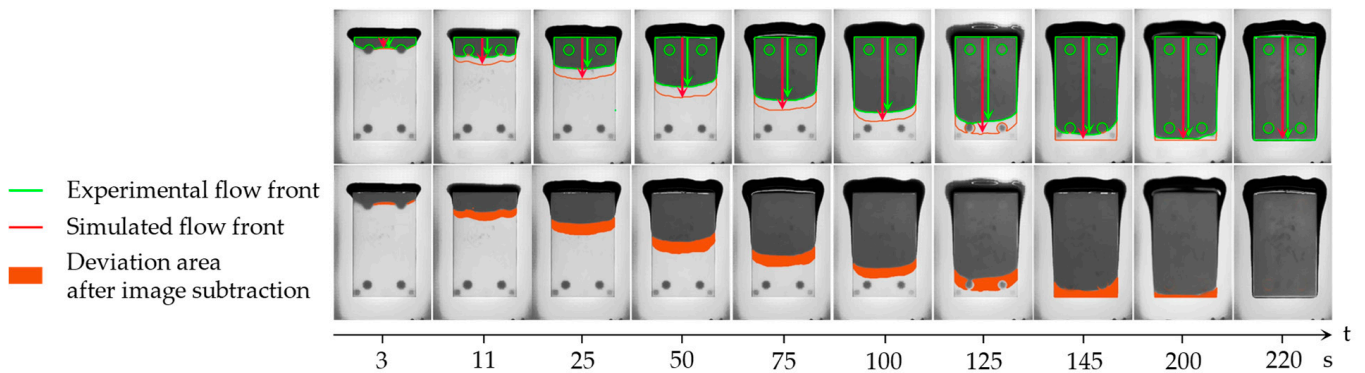 Experimental flow front
Simulated flow front
Deviation area
after image subtraction
t
3 11 25 50 75 100 125 145 200 220 s